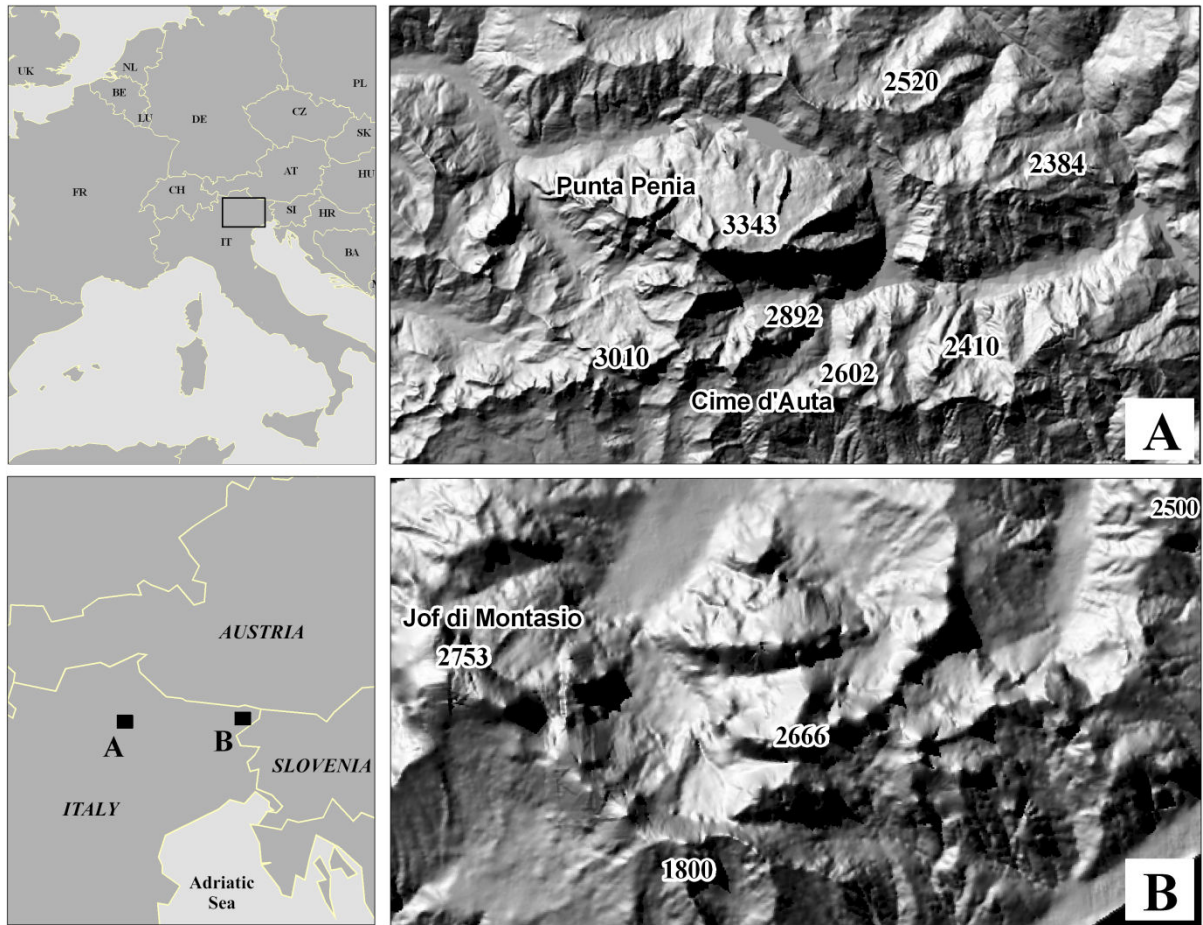 UK
NL
PL
BE
DE
LU
CZ
SK
FR
AT
HU
CH
SI
HR
IT
BA
2520
2384
Punta Penia
3343
2892
3010
2602
2410
Cime d'Auta
A
AUSTRIA
A
B
SLOVENIA
ITALY
Adriatic
Sea
2500
Jof di Montasio
2753
2666
1800
B